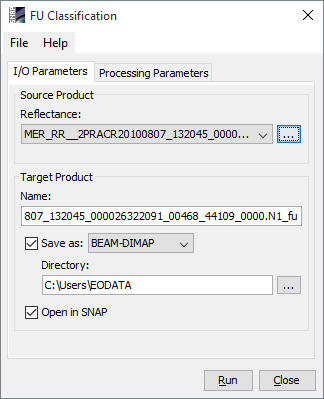 FU Classification
File Help
I/O Parameters Processing Parameters
Source Product
Reflectance:
MER_RR__2PRACR20100807_132045_0000... ...
Target Product
Name:
807_132045_000026322091_00468_44109_0000.N1_fu
Save as: BEAM-DIMAP
Directory:
C:\Users\EODATA ...
Open in SNAP
Run Close